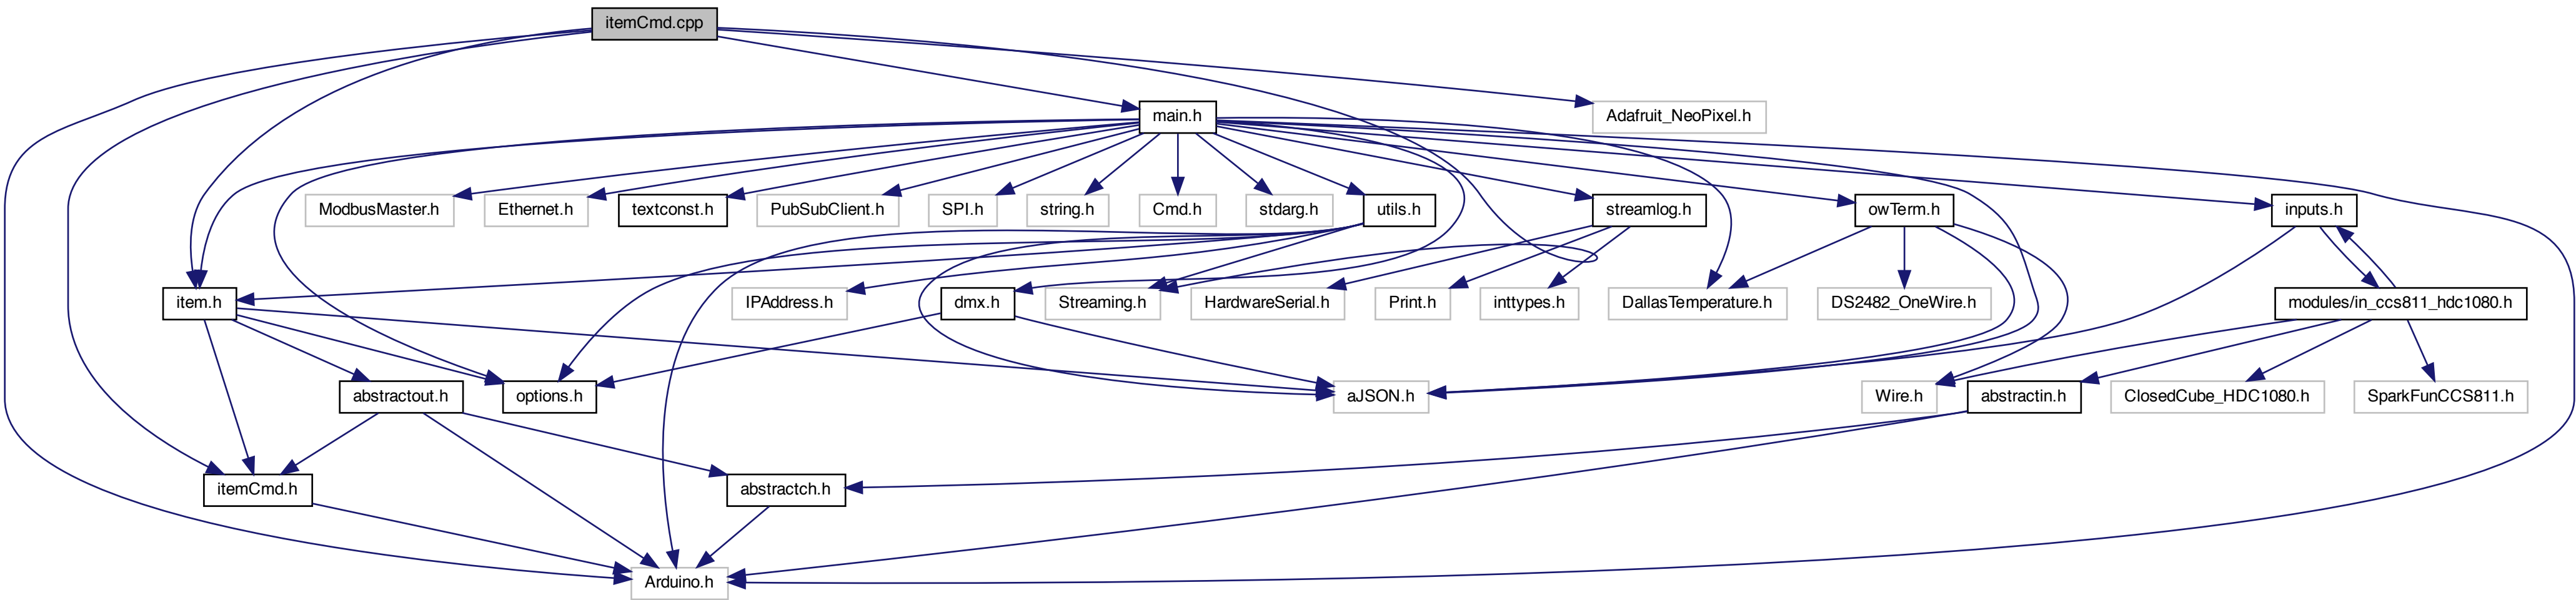 itemCmd.cpp
main.h
Adafruit_NeoPixel.h
ModbusMaster.h
Ethernet.h
textconst.h
PubSubClient.h
SPI.h
string.h
Cmd.h
stdarg.h
utils.h
streamlog.h
owTerm.h
inputs.h
item.h
IPAddress.h
dmx.h
Streaming.h
HardwareSerial.h
Print.h
inttypes.h
DallasTemperature.h
DS2482_OneWire.h
modules/in_ccs811_hdc1080.h
abstractout.h
options.h
aJSON.h
Wire.h
abstractin.h
ClosedCube_HDC1080.h
SparkFunCCS811.h
itemCmd.h
abstractch.h
Arduino.h